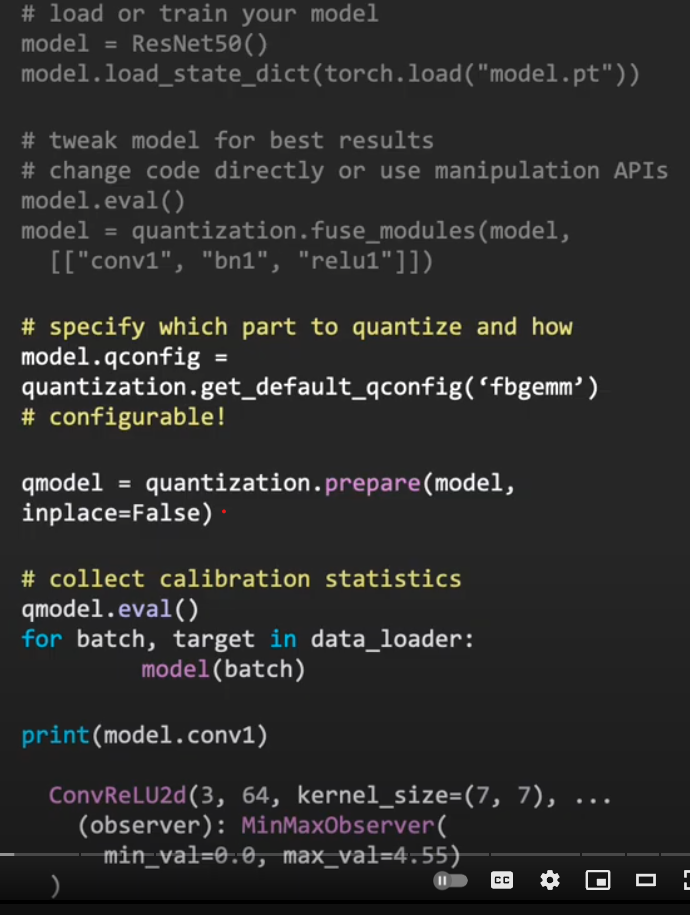 # load or train your model
model = ResNet50()
model.load_state_dict(torch.load("model.pt"))
# tweak model for best results
# change code directly or use manipulation APIs
model.eval()
model = quantization.fuse_modules(model,
[["conv1", "bn1", "relu1"]])
# specify which part to quantize and how
model.qconfig =
quantization.get_default_qconfig(‘fbgemm’)
# configurable!
qmodel = quantization.prepare(model,
inplace=False)
# collect calibration statistics
qmodel.eval()
for batch, target in data_loader:
model(batch)
print(model.conv1)
ConvReLU2d(3, 64, kernel_size=(7, 7), ...
(observer): MinMaxObserver(
min_val=0.0, max_val=4.55)
)
CC